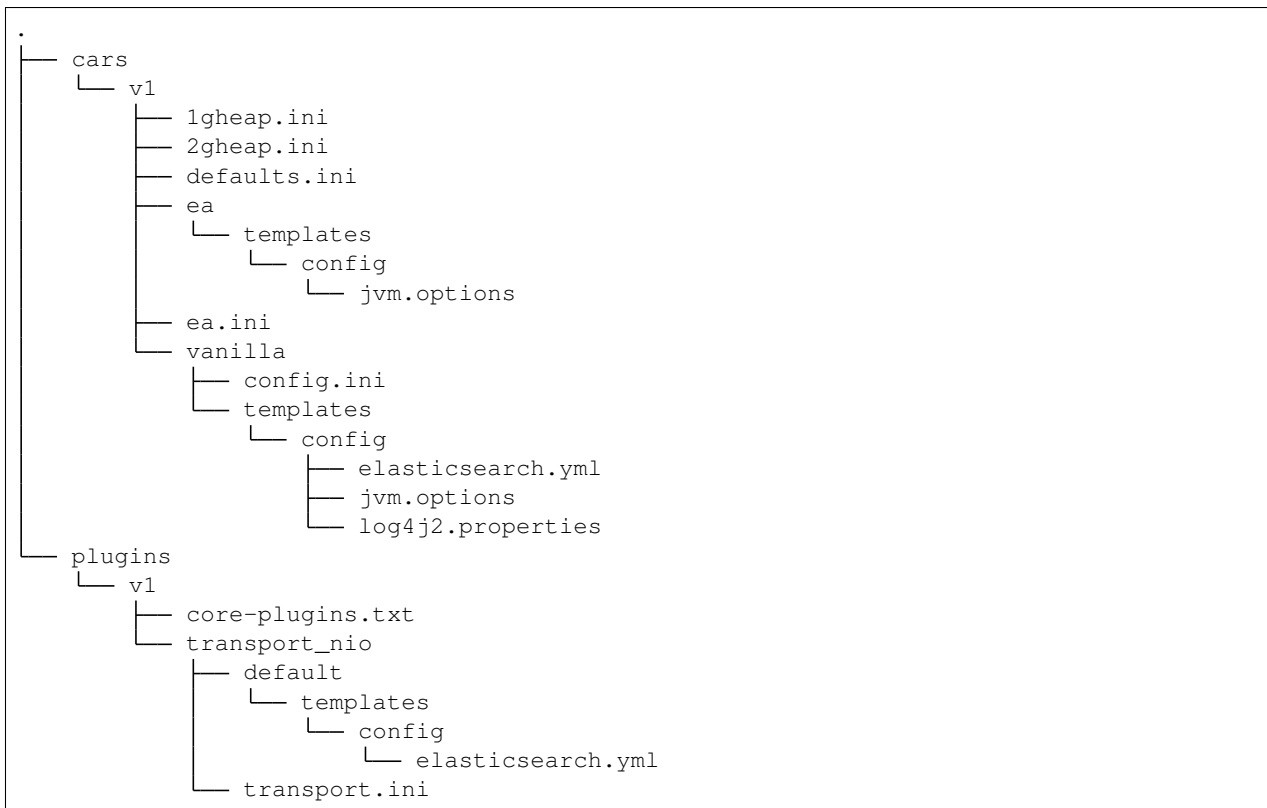 .
├── cars
│   └── v1
│       ├── 1gheap.ini
│       ├── 2gheap.ini
│       ├── defaults.ini
│       ├── ea
│       │   └── templates
│       │       └── config
│       │           └── jvm.options
│       ├── ea.ini
│       └── vanilla
│           ├── config.ini
│           └── templates
│               └── config
│                   ├── elasticsearch.yml
│                   ├── jvm.options
│                   └── log4j2.properties
└── plugins
    └── v1
        ├── core-plugins.txt
        └── transport_nio
            ├── default
            │   └── templates
            │       └── config
            │           └── elasticsearch.yml
            └── transport.ini